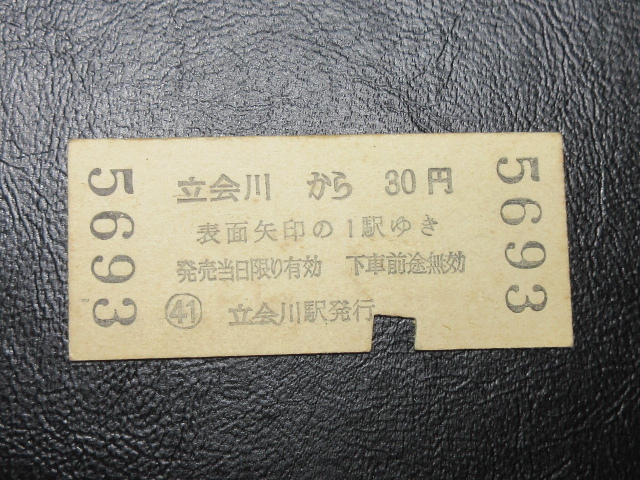 5693
立会川 から 30円
表面矢印の1駅ゆき
発売当日限り有効 下車前途無効
㊶ 立会川駅発行
5693